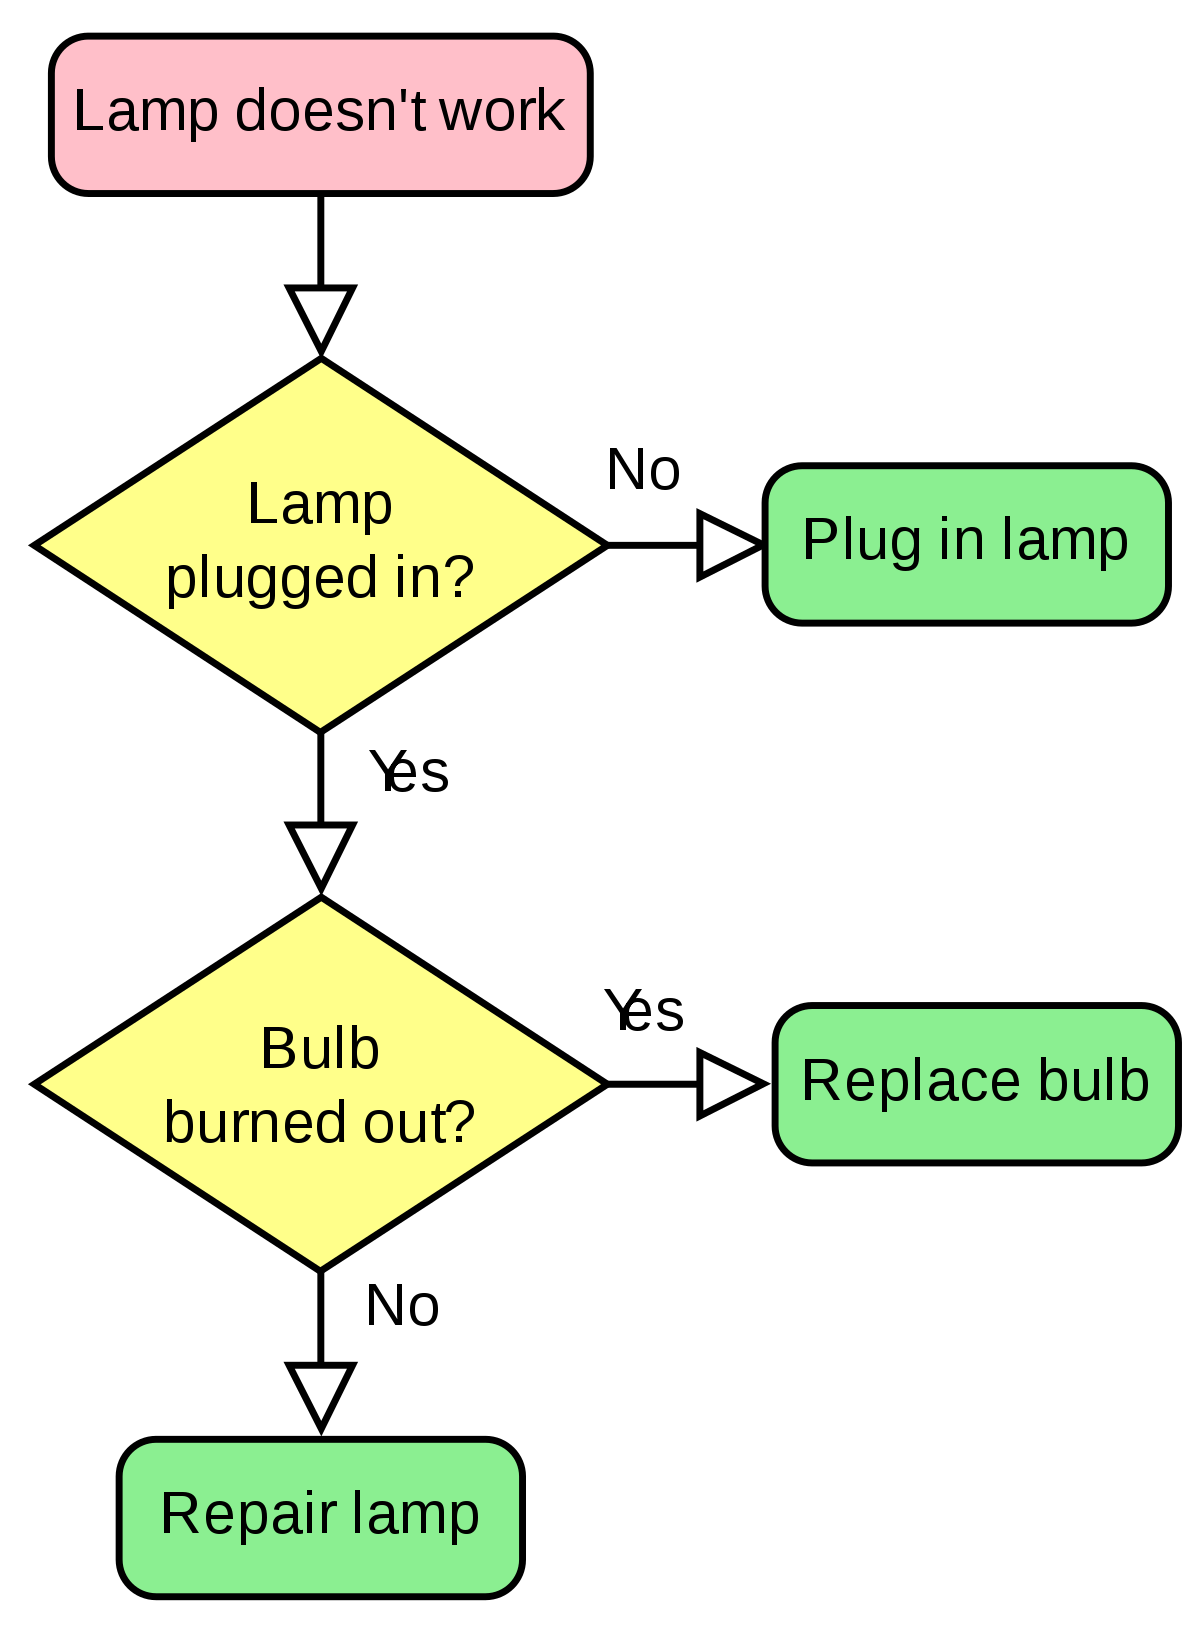 Lamp doesn't work
Lamp
plugged in?
No
Plug in lamp
Yes
Bulb
burned out?
Yes
Replace bulb
No
Repair lamp